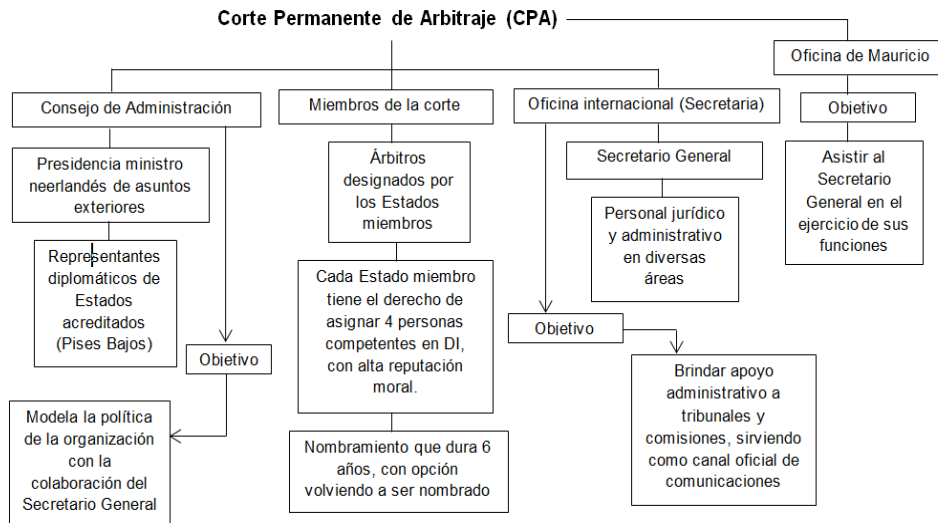 Corte Permanente de Arbitraje (CPA)
Oficina de Mauricio
Consejo de Administración
Miembros de la corte
Oficina internacional (Secretaria)
Objetivo
Presidencia ministro
neerlandés de asuntos
exteriores
Árbitros
designados por
los Estados
miembros
Secretario General
Asistir al
Secretario
General en el
ejercicio de sus
funciones
Representantes
diplomáticos de
Estados
acreditados
(Pises Bajos)
Cada Estado miembro
tiene el derecho de
asignar 4 personas
competentes en DI,
con alta reputación
moral.
Personal jurídico
y administrativo
en diversas
áreas
Objetivo
Objetivo
Modela la política
de la organización
con la
colaboración del
Secretario General
Nombramiento que dura 6
años, con opción
volviendo a ser nombrado
Brindar apoyo
administrativo a
tribunales y
comisiones, sirviendo
como canal oficial de
comunicaciones